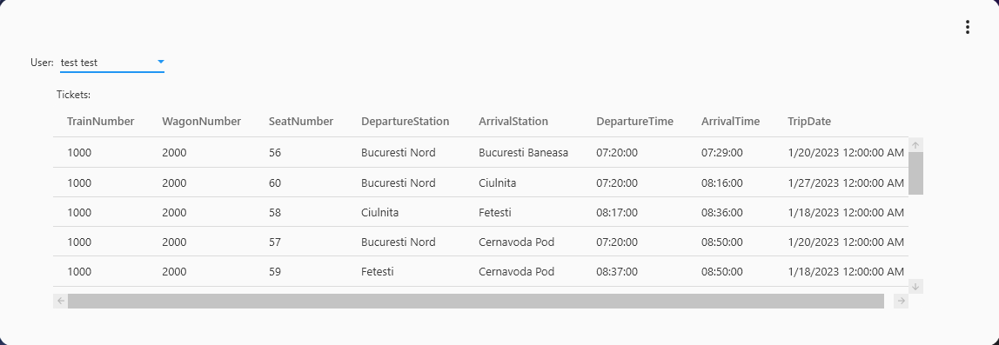 User: test test
Tickets:
TrainNumber WagonNumber SeatNumber DepartureStation ArrivalStation DepartureTime ArrivalTime TripDate
1000 2000 56 Bucuresti Nord Bucuresti Baneasa 07:20:00 07:29:00 1/20/2023 12:00:00 AM
1000 2000 60 Bucuresti Nord Ciulnita 07:20:00 08:16:00 1/27/2023 12:00:00 AM
1000 2000 58 Ciulnita Fetesti 08:17:00 08:36:00 1/18/2023 12:00:00 AM
1000 2000 57 Bucuresti Nord Cernavoda Pod 07:20:00 08:50:00 1/20/2023 12:00:00 AM
1000 2000 59 Fetesti Cernavoda Pod 08:37:00 08:50:00 1/18/2023 12:00:00 AM